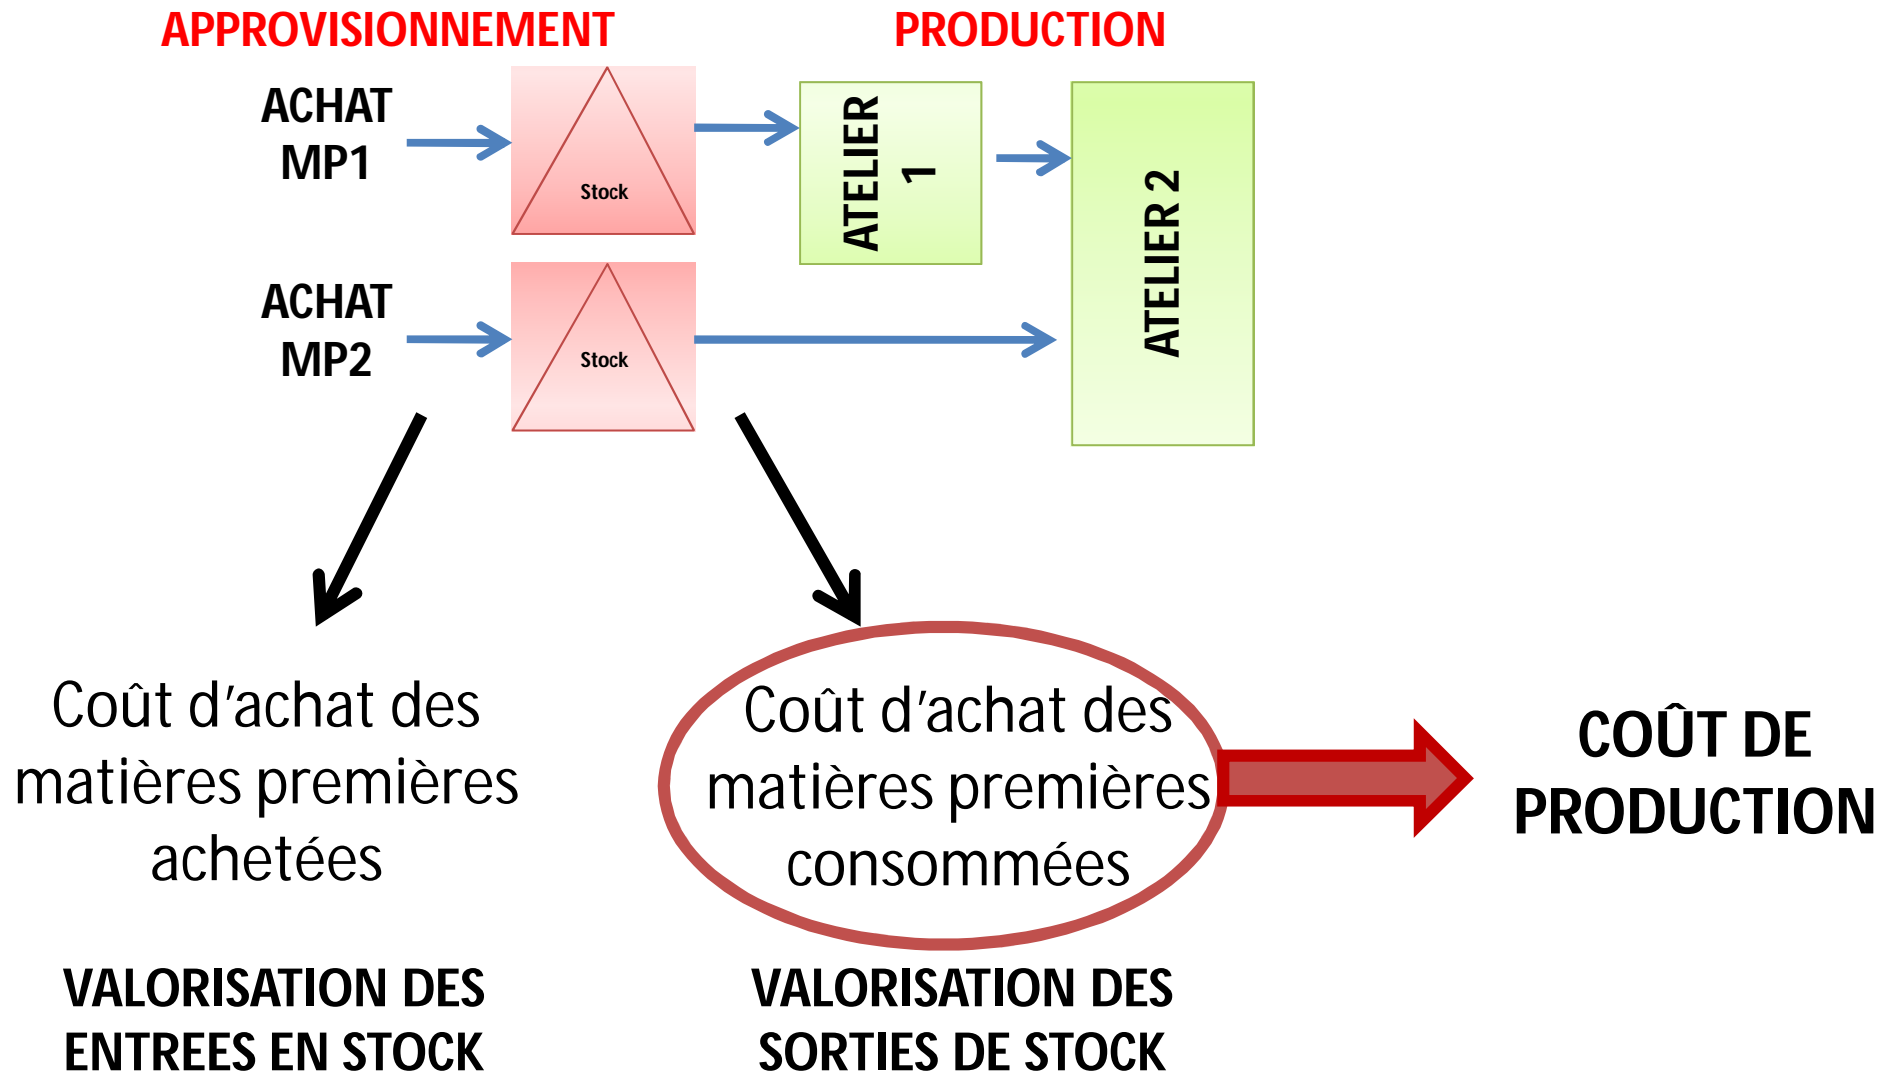 APPROVISIONNEMENT
PRODUCTION
ACHAT
MP1
Stock
ATELIER
1
ATELIER 2
ACHAT
MP2
Stock
Coût d'achat des
matières premières
achetées
Coût d'achat des
matières premières
consommées
COÛT DE
PRODUCTION
VALORISATION DES
ENTREES EN STOCK
VALORISATION DES
SORTIES DE STOCK